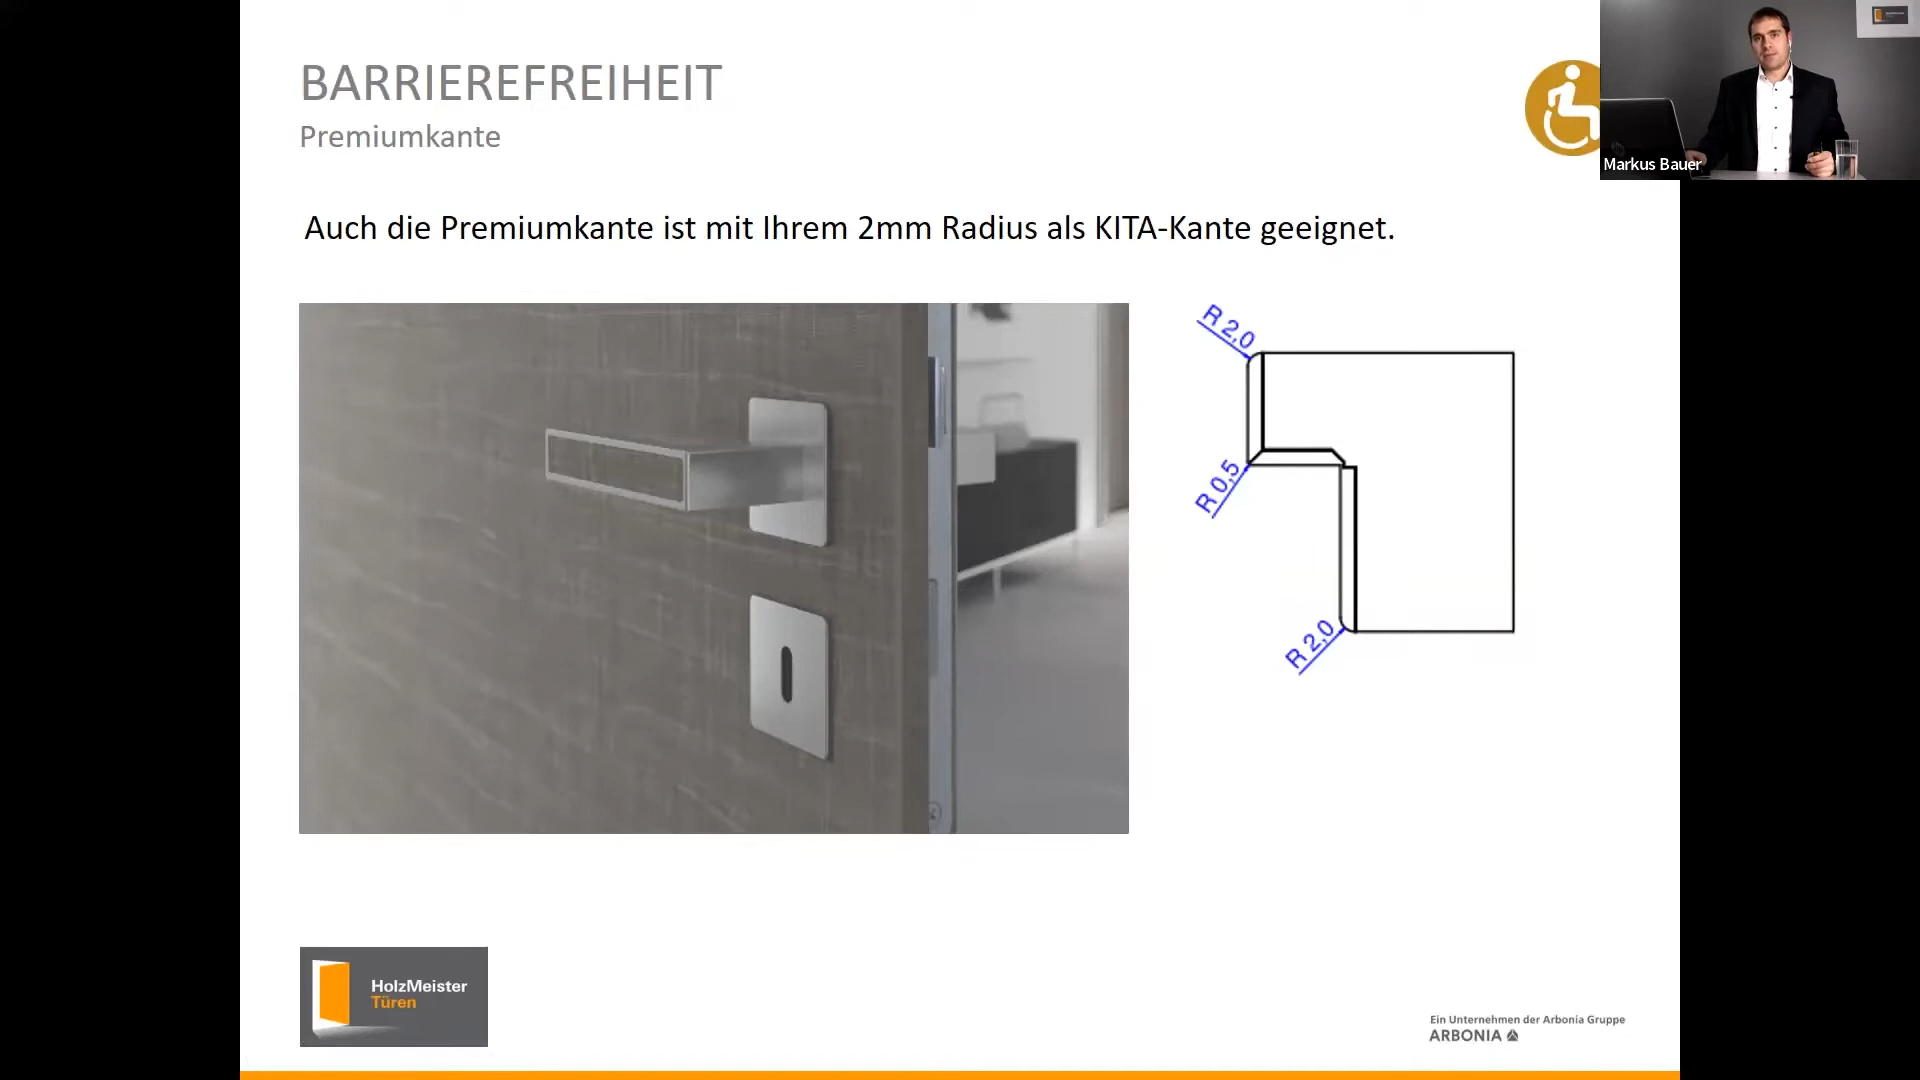 BARRIEREFREIHEIT
Premiumkante
Markus Bauer
Auch die Premiumkante ist mit Ihrem 2mm Radius als KITA-Kante geeignet.
R 2,0
R 0,5
R 2,0
HolzMeister
Türen
Ein Unternehmen der Arbonia Gruppe
ARBONIA